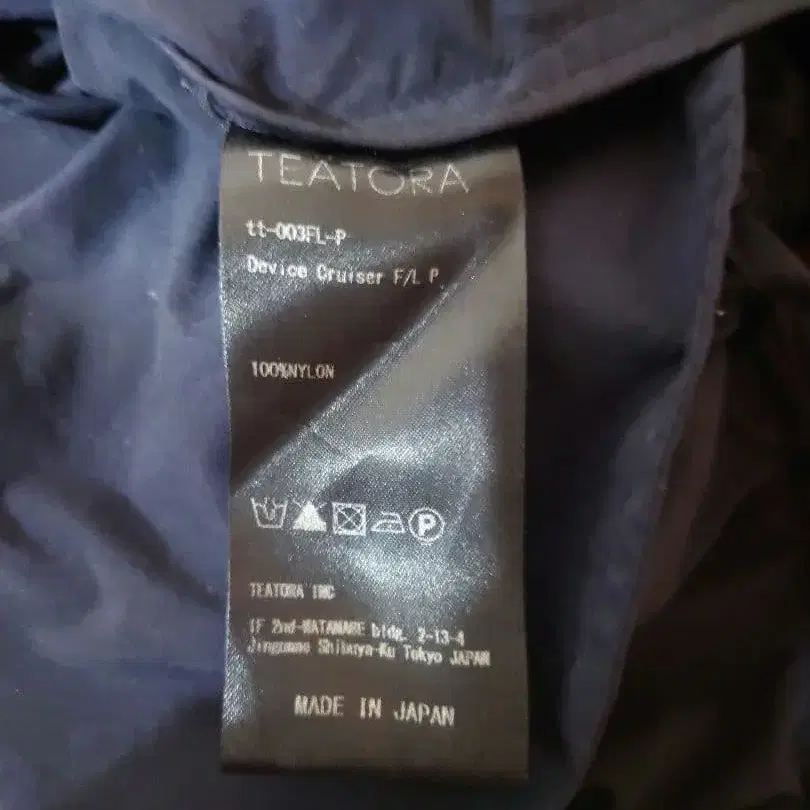 TEATORA
tt-003FL-P
Device Cruiser F/L P
100%NYLON
P
TEATORA INC
1F 2nd-WATANABE bldg. 2-13-4
Jingumae Shibuya-Ku Tokyo JAPAN
MADE IN JAPAN